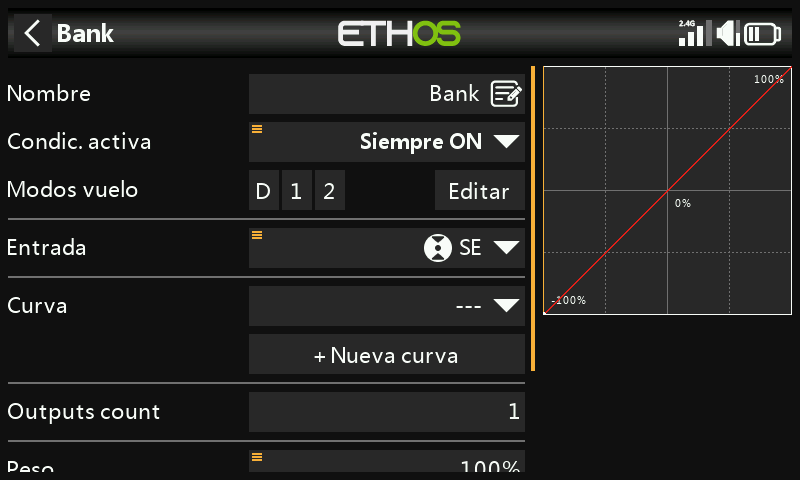 Bank
ETHOS
2.4G
Nombre
Bank
Condic. activa
Siempre ON
Modos vuelo
D 1 2
Editar
Entrada
SE
Curva
---
+ Nueva curva
Outputs count
1
Peso
100%
100%
0%
-100%